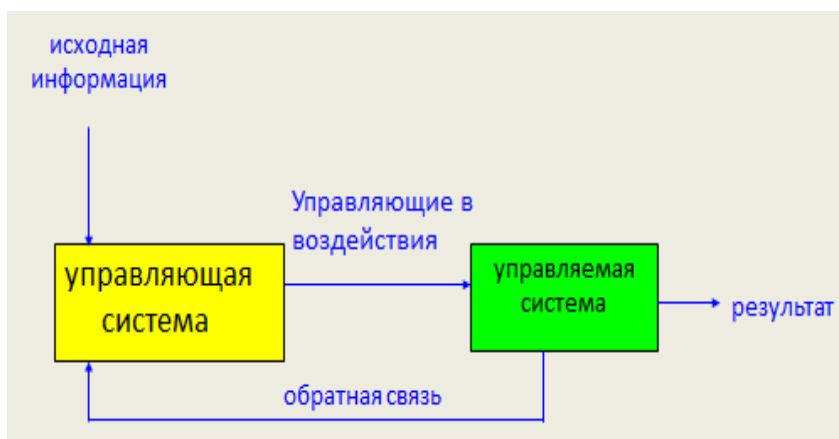 исходная
информация
Управляющие в
воздействия
управляющая
система
управляемая
система
результат
обратная связь